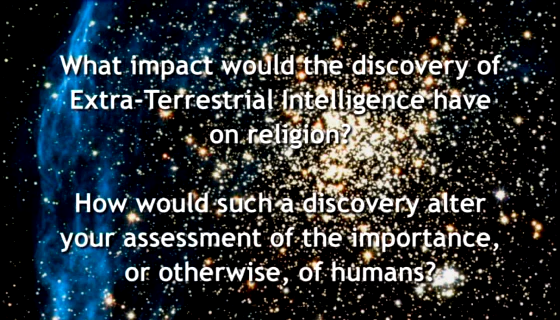 What impact would the discovery of
Extra-Terrestrial Intelligence have
on religion?
How would such a discovery alter
your assessment of the importance,
or otherwise, of humans?